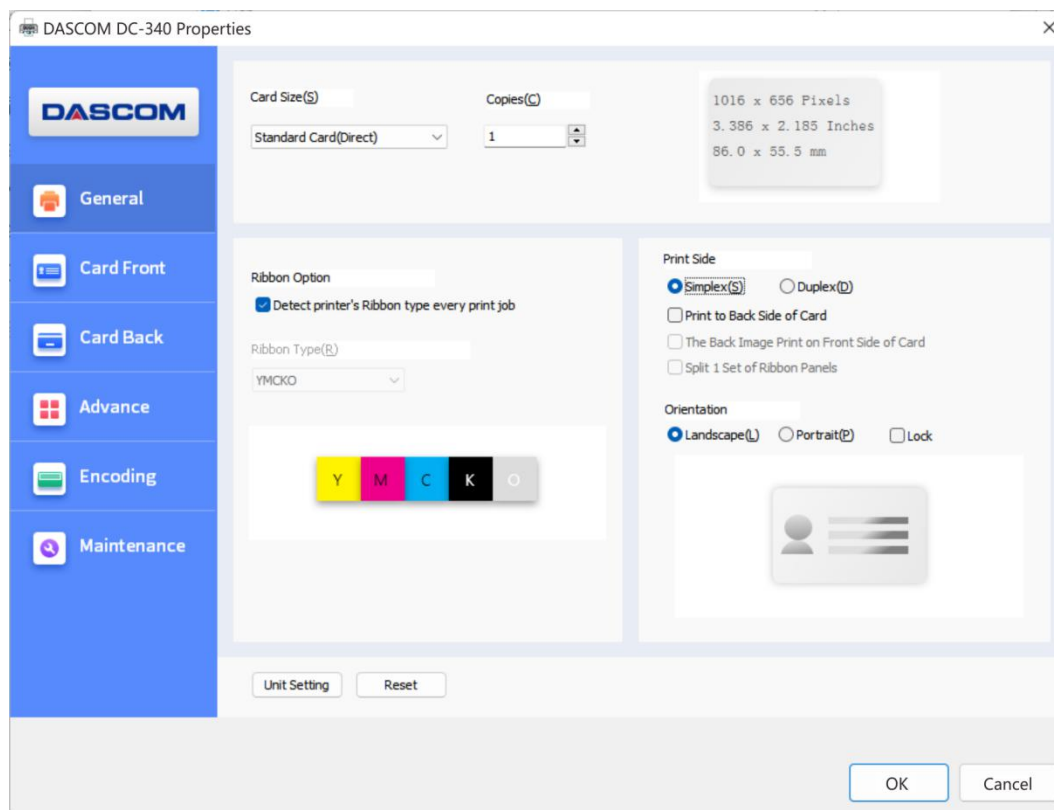 DASCOM DC-340 Properties
DASCOM
General
Card Front
Card Back
Advance
Encoding
Maintenance
Card Size(S)
Standard Card(Direct)
Copies(C)
1
1016 x 656 Pixels
3.386 x 2.185 Inches
86.0 x 55.5 mm
Ribbon Option
Detect printer's Ribbon type every print job
Ribbon Type(R)
YMCKO
Y M C K O
Print Side
Simplex(S) Duplex(D)
Print to Back Side of Card
The Back Image Print on Front Side of Card
Split 1 Set of Ribbon Panels
Orientation
Landscape(L) Portrait(P) Lock
Unit Setting Reset
OK Cancel